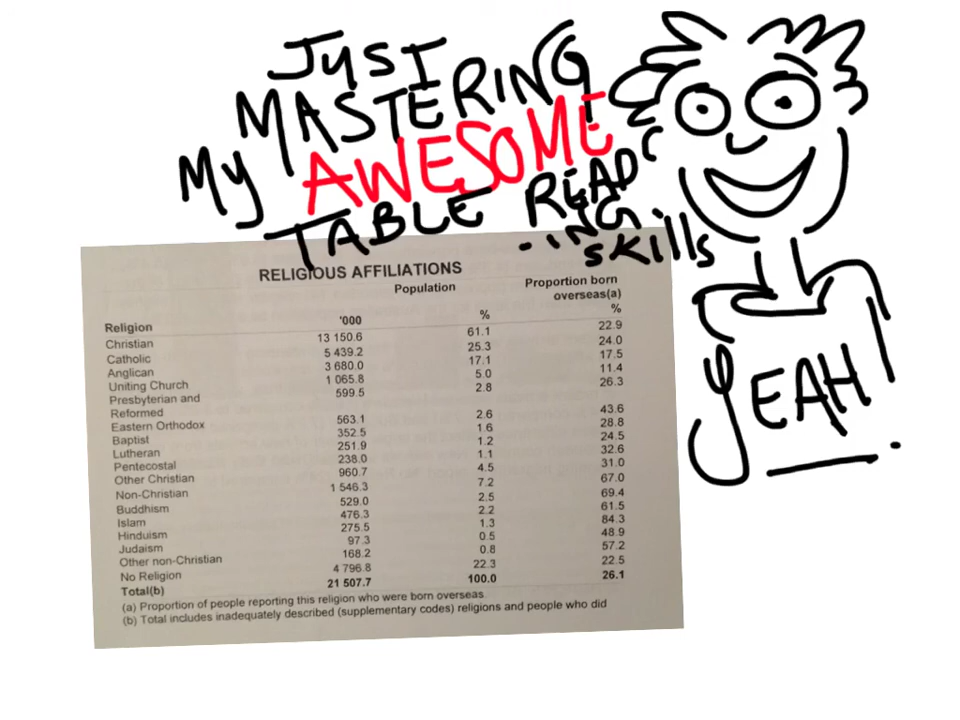 JUST
MASTERING
My AWESOME
TABLE READ
-ING
skills
YEAH!
RELIGIOUS AFFILIATIONS
Population
Proportion born
overseas(a)
Religion '000 % %
Christian 13 150.6 61.1 22.9
Catholic 5 439.2 25.3 24.0
Anglican 3 680.0 17.1 17.5
Uniting Church 1 065.8 5.0 11.4
Presbyterian and 599.5 2.8 26.3
Reformed
Eastern Orthodox 563.1 2.6 43.6
Baptist 352.5 1.6 28.8
Lutheran 251.9 1.2 24.5
Pentecostal 238.0 1.1 32.6
Other Christian 960.7 4.5 31.0
Non-Christian 1 546.3 7.2 67.0
Buddhism 529.0 2.5 69.4
Islam 476.3 2.2 61.5
Hinduism 275.5 1.3 84.3
Judaism 97.3 0.5 48.9
Other non-Christian 168.2 0.8 57.2
No Religion 4 796.8 22.3 22.5
Total(b) 21 507.7 100.0 26.1
(a) Proportion of people reporting this religion who were born overseas
(b) Total includes inadequately described (supplementary codes) religions and people who did